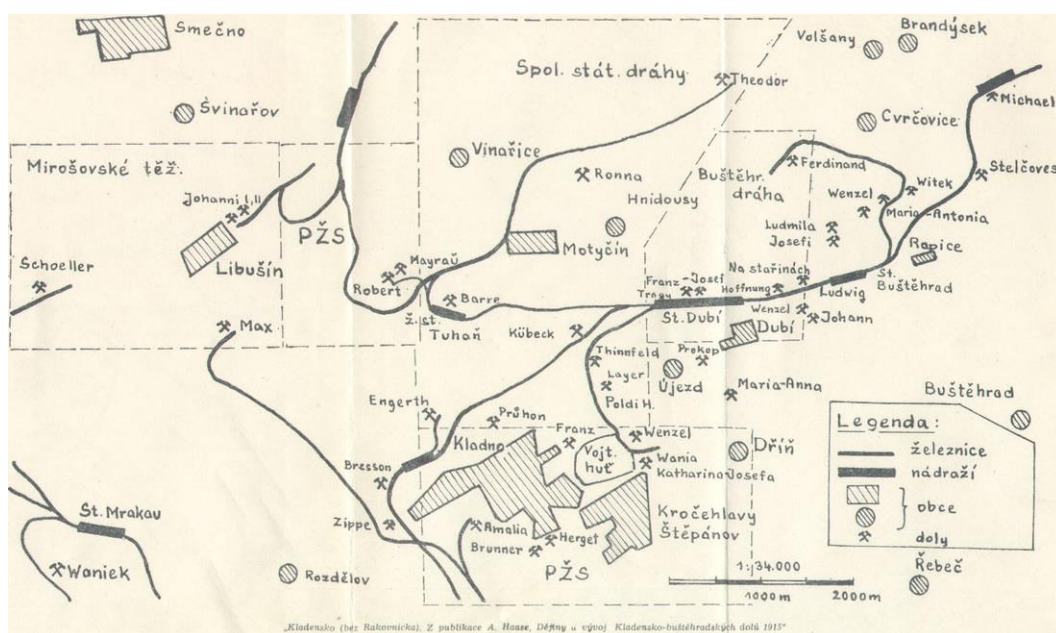 Smečno
Volšany
Brandýsek
Spol. stát. dráhy
Theodor
Michael
Švinařov
Cvrčovice
Vinařice
Mirošovské těž.
Ronna
Buštěhr.
dráha
Ferdinand
Witek
Stelčoves
Johanni I,II
Hnidousy
Wenzel
Maria-Antonia
PŽS
Ludmila
Josefi
Motyčín
Rapice
Libušín
Schoeller
Mayrau
Robert
Na stařinách
Franz-Josef
Tragy
Hoffnung
St.
Buštěhrad
Ludwig
Barre
Ž. st.
Tuhaň
St. Dubí
Wenzel
Johann
Dubí
Max
Kübeck
Thinnfeld
Prokop
Layer
Újezd
Maria-Anna
Poldi H.
Buštěhrad
Engerth
Průhon
Legenda:
železnice
nádraží
obce
doly
Kladno
Franz
Wenzel
Vojt.
huť
Dříň
Wania
Katharina-Josefa
Bresson
Kročehlavy
Štěpánov
St. Mrakau
Zippe
Amalia
Herget
Brunner
PŽS
Waniek
Rozdělov
1:34.000
1000m
2000m
Řebeč
„Kladensko (bez Rakovnicka), Z publikace A. Haase, Dějiny a vývoj Kladensko-buštěhradských dolů 1915"